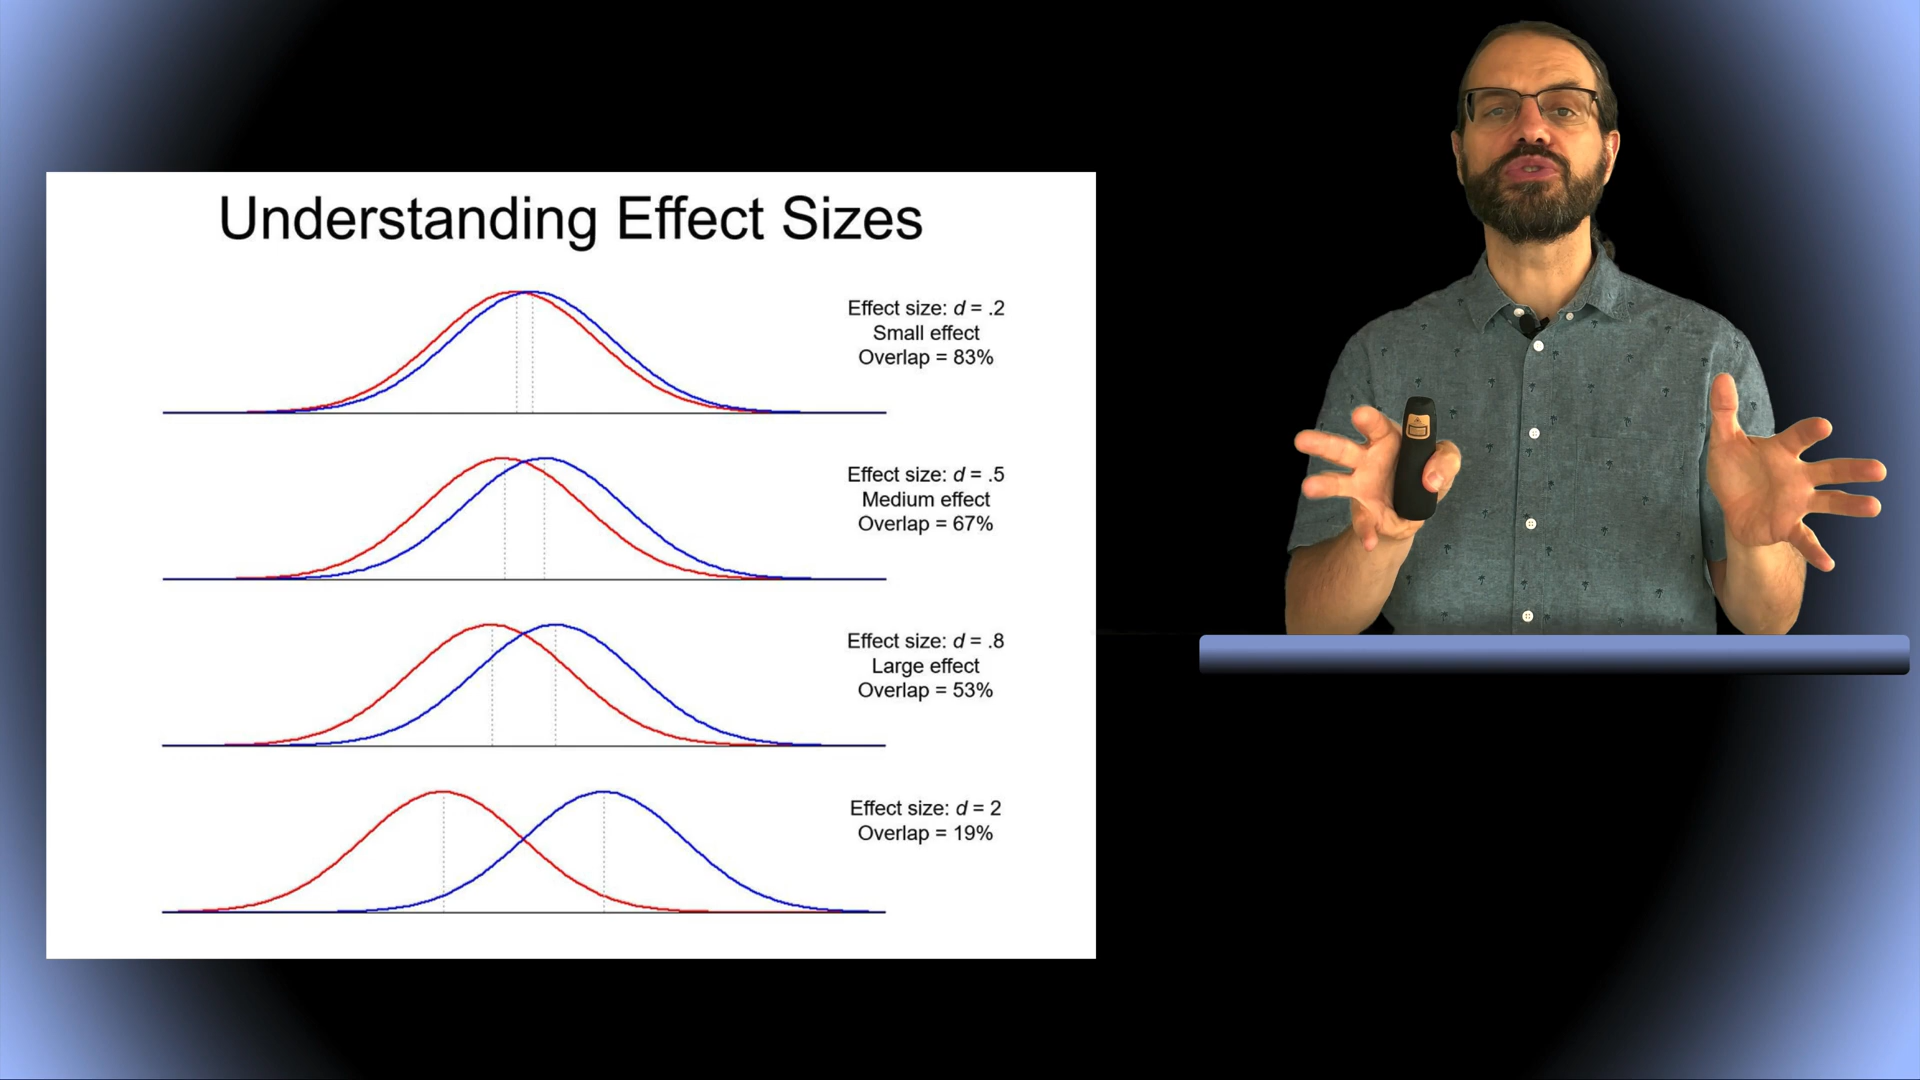 Understanding Effect Sizes
Effect size: d = .2
Small effect
Overlap = 83%
Effect size: d = .5
Medium effect
Overlap = 67%
Effect size: d = .8
Large effect
Overlap = 53%
Effect size: d = 2
Overlap = 19%